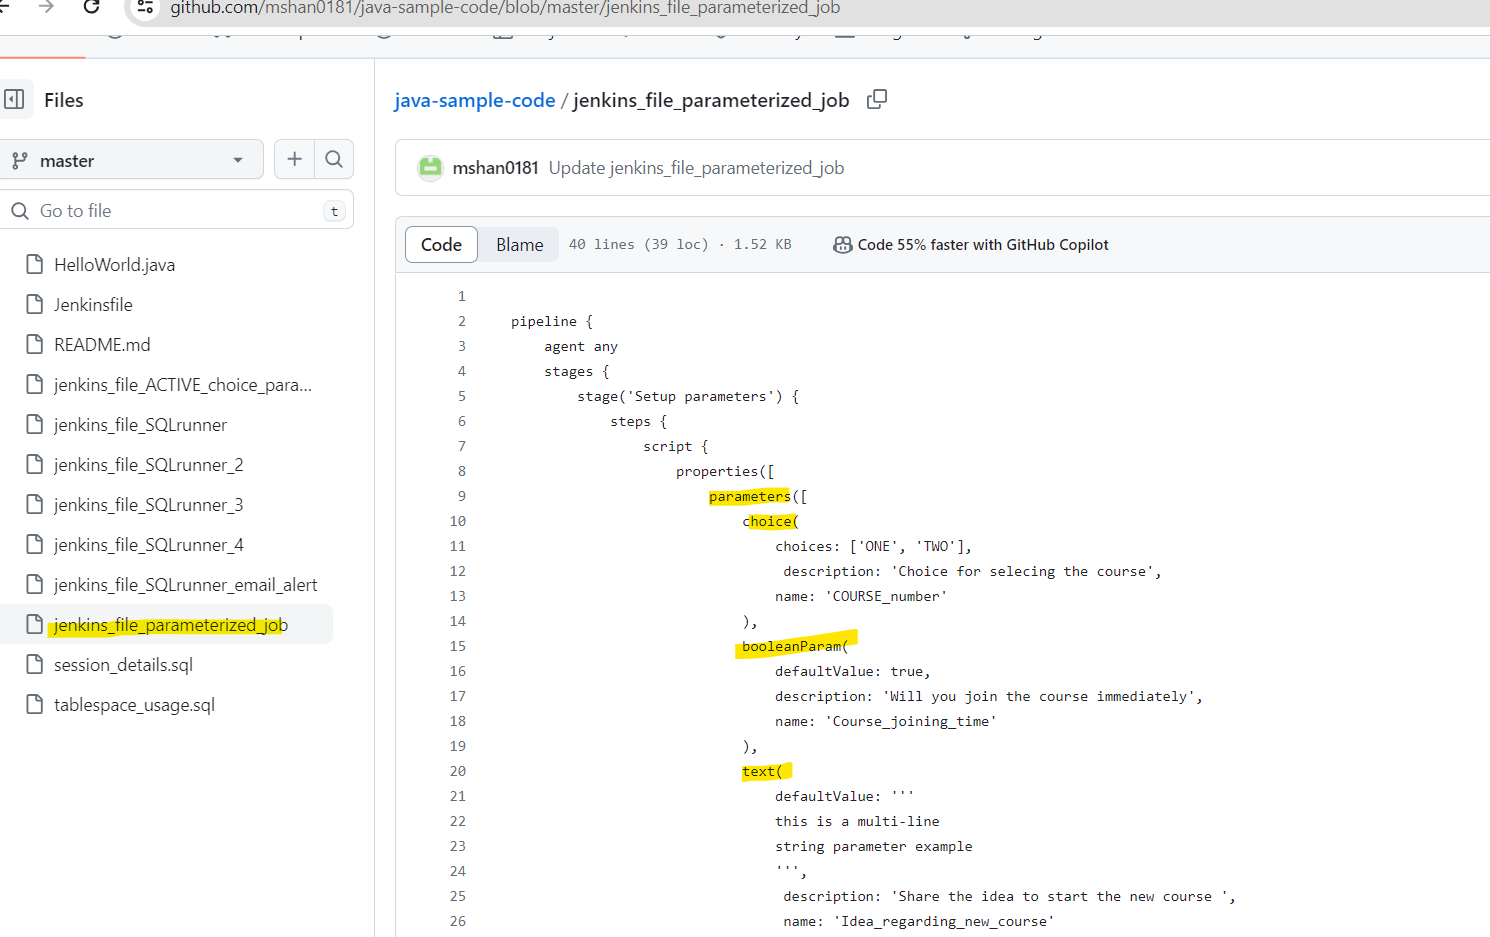 github.com/mshan0181/java-sample-code/blob/master/jenkins_file_parameterized_job
Files
master
Go to file
t
HelloWorld.java
Jenkinsfile
README.md
jenkins_file_ACTIVE_choice_para...
jenkins_file_SQLrunner
jenkins_file_SQLrunner_2
jenkins_file_SQLrunner_3
jenkins_file_SQLrunner_4
jenkins_file_SQLrunner_email_alert
jenkins_file_parameterized_job
session_details.sql
tablespace_usage.sql
java-sample-code / jenkins_file_parameterized_job
mshan0181 Update jenkins_file_parameterized_job
Code Blame 40 lines (39 loc) · 1.52 KB Code 55% faster with GitHub Copilot
1
2 pipeline {
3 agent any
4 stages {
5 stage('Setup parameters') {
6 steps {
7 script {
8 properties([
9 parameters([
10 choice(
11 choices: ['ONE', 'TWO'],
12 description: 'Choice for selecing the course',
13 name: 'COURSE_number'
14 ),
15 booleanParam(
16 defaultValue: true,
17 description: 'Will you join the course immediately',
18 name: 'Course_joining_time'
19 ),
20 text(
21 defaultValue: '''
22 this is a multi-line
23 string parameter example
24 ''',
25 description: 'Share the idea to start the new course ',
26 name: 'Idea_regarding_new_course'